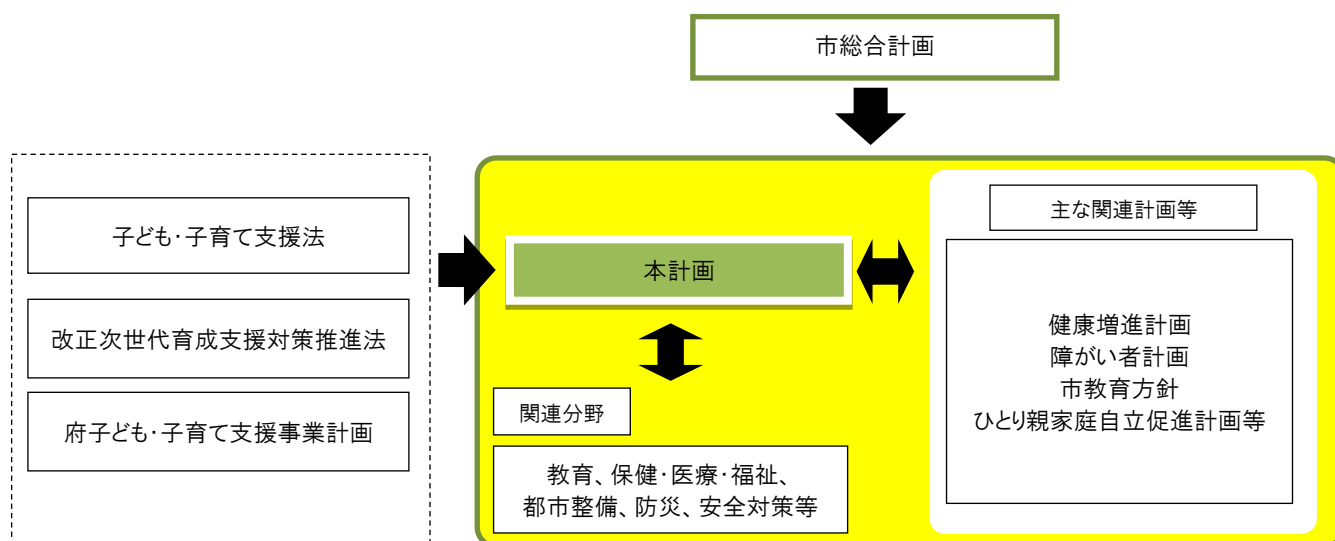 市総合計画
子ども・子育て支援法
改正次世代育成支援対策推進法
府子ども・子育て支援事業計画
本計画
関連分野
教育、保健・医療・福祉、
都市整備、防災、安全対策等
主な関連計画等
健康増進計画
障がい者計画
市教育方針
ひとり親家庭自立促進計画等